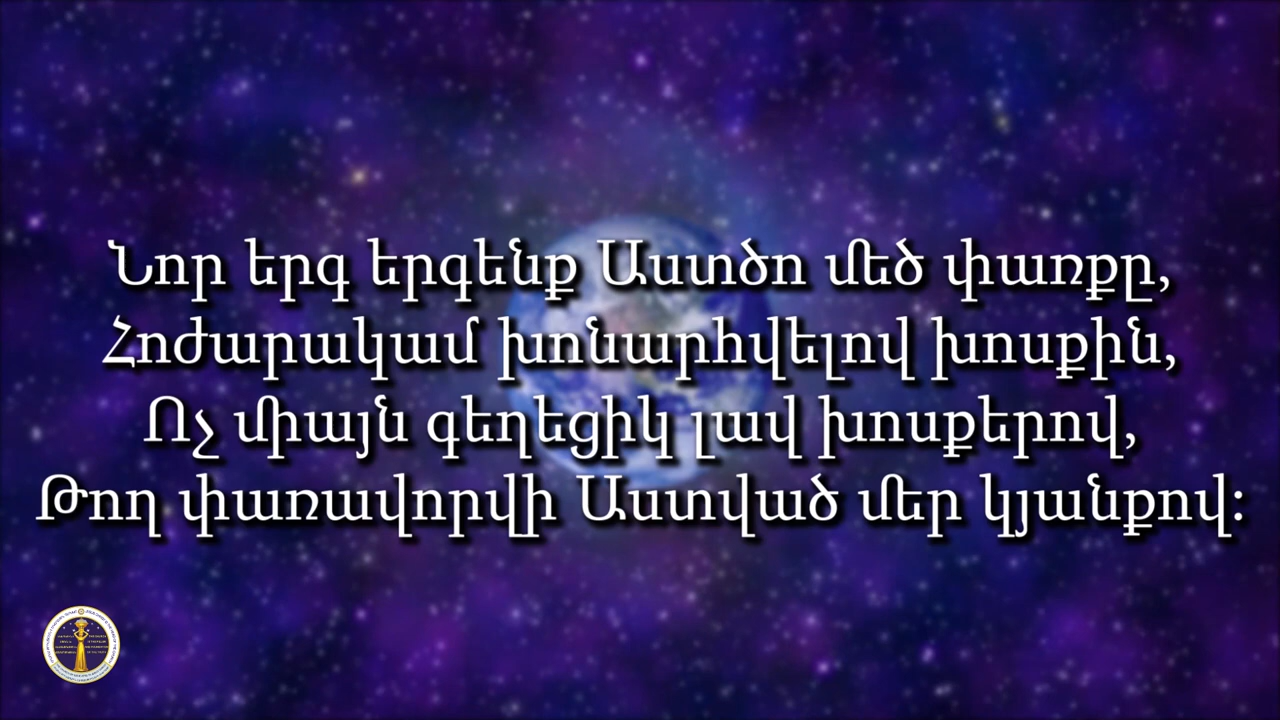 Նոր երգ երգենք Աստծո մեծ փառքը,
Հոժարակամ խոնարհվելով խոսքին,
Ոչ միայն գեղեցիկ լավ խոսքերով,
Թող փառավորվի Աստված մեր կյանքով: